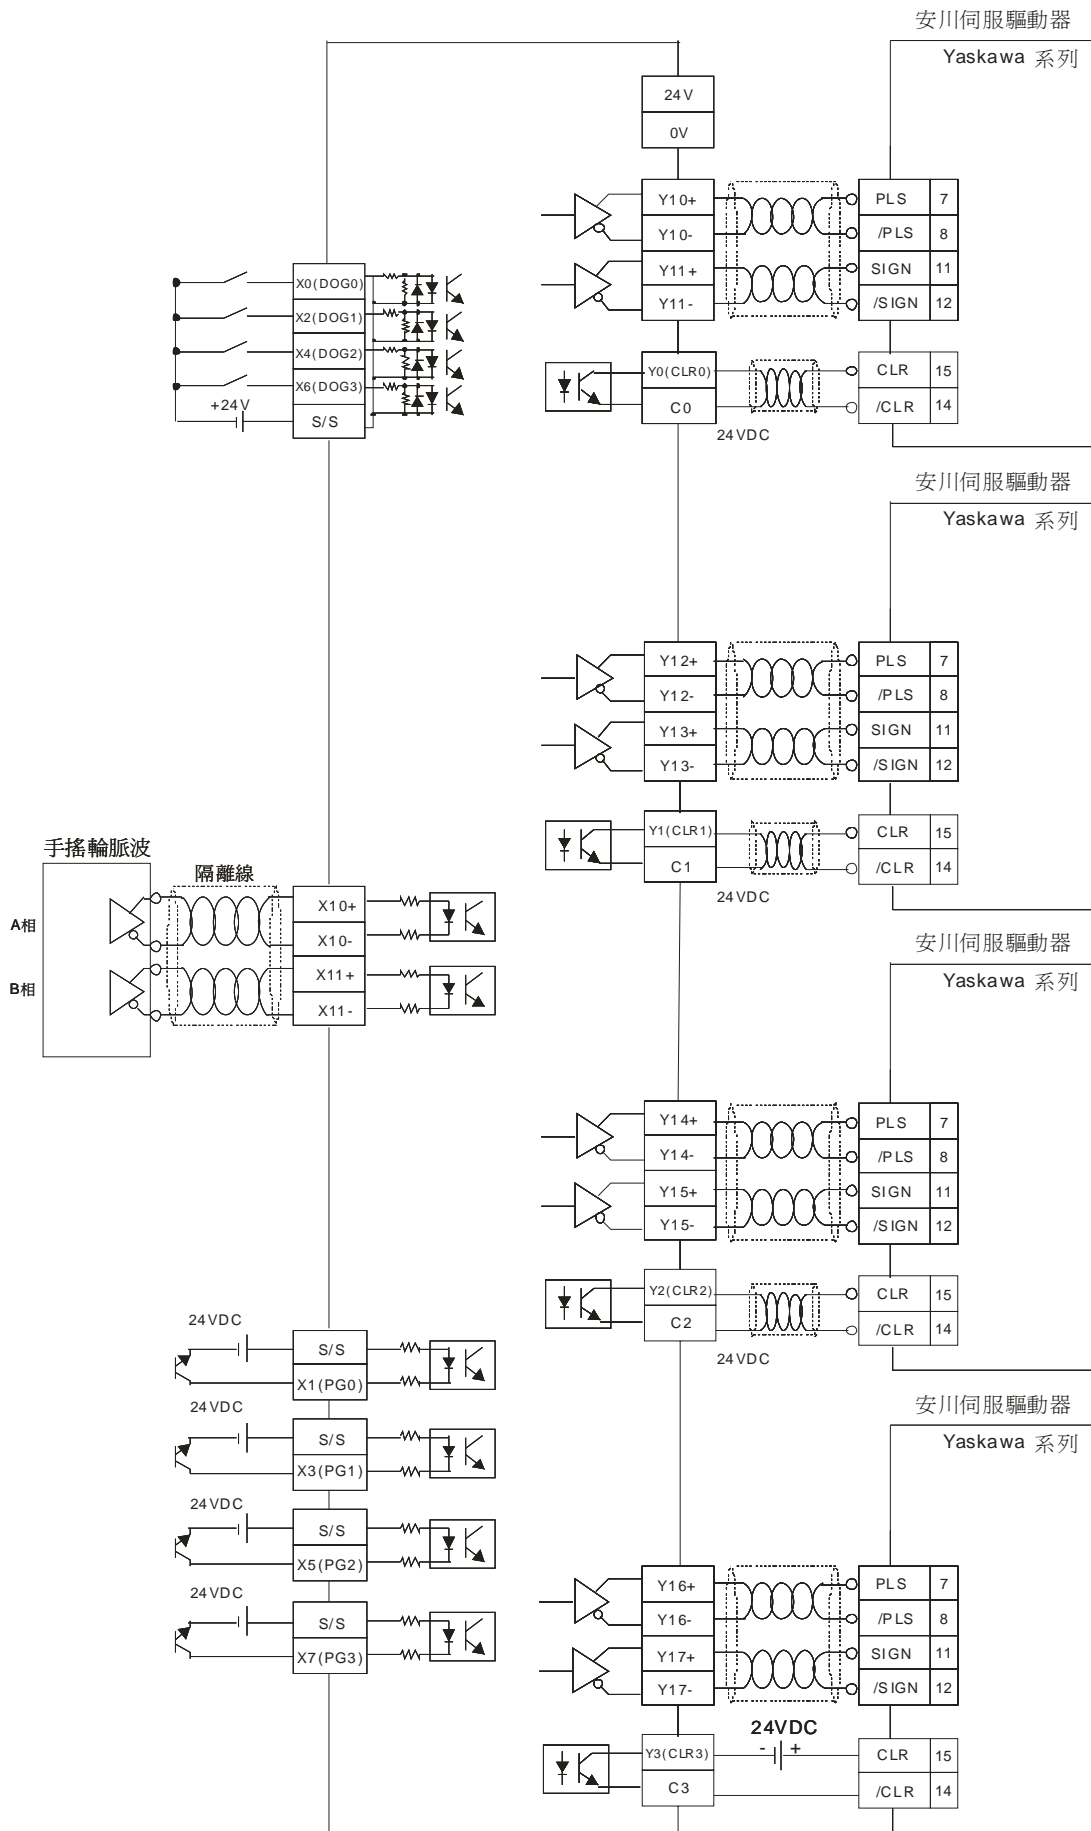 安川伺服驅動器
Yaskawa 系列
24V
0V
Y10+
Y10-
Y11+
Y11-
PLS 7
/PLS 8
SIGN 11
/SIGN 12
X0(DOG0)
X2(DOG1)
X4(DOG2)
X6(DOG3)
+24V
S/S
Y0(CLR0)
C0
CLR 15
/CLR 14
24VDC
安川伺服驅動器
Yaskawa 系列
Y12+
Y12-
Y13+
Y13-
PLS 7
/PLS 8
SIGN 11
/SIGN 12
Y1(CLR1)
C1
CLR 15
/CLR 14
24VDC
手搖輪脈波
隔離線
A相
B相
X10+
X10-
X11+
X11-
安川伺服驅動器
Yaskawa 系列
Y14+
Y14-
Y15+
Y15-
PLS 7
/PLS 8
SIGN 11
/SIGN 12
Y2(CLR2)
C2
CLR 15
/CLR 14
24VDC
24VDC
S/S
X1(PG0)
24VDC
S/S
X3(PG1)
24VDC
S/S
X5(PG2)
24VDC
S/S
X7(PG3)
安川伺服驅動器
Yaskawa 系列
Y16+
Y16-
Y17+
Y17-
PLS 7
/PLS 8
SIGN 11
/SIGN 12
24VDC
- +
Y3(CLR3)
C3
CLR 15
/CLR 14